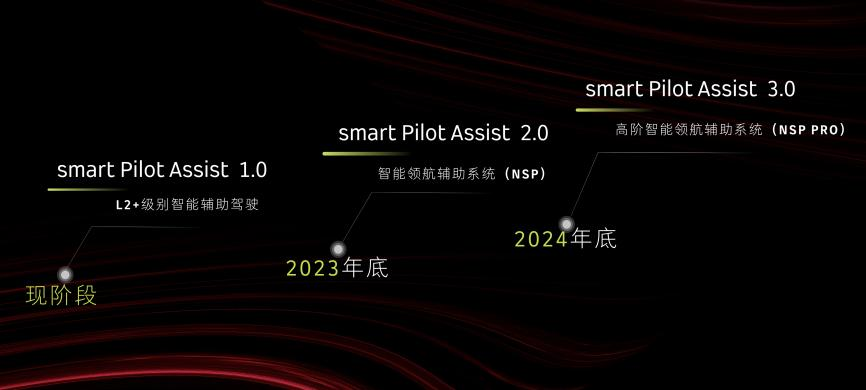 smart Pilot Assist 1.0
L2+级别智能辅助驾驶
现阶段
smart Pilot Assist 2.0
智能领航辅助系统（NSP）
2023年底
smart Pilot Assist 3.0
高阶智能领航辅助系统（NSP PRO）
2024年底